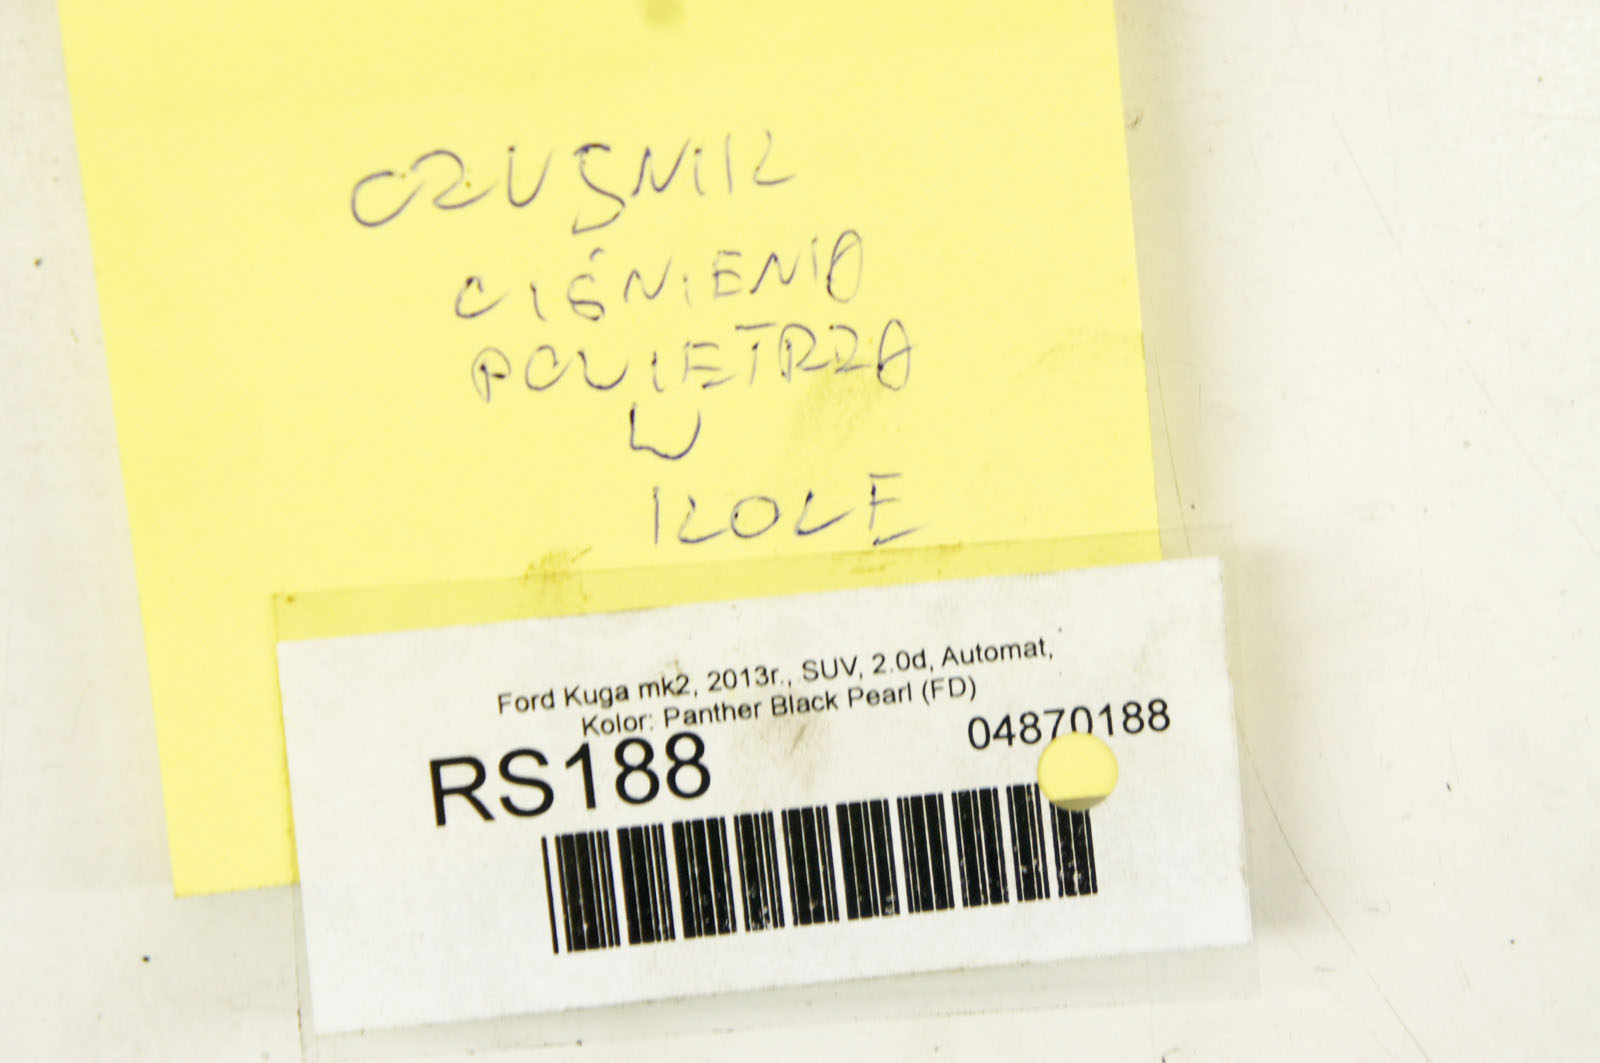 CZUJNIK
CIŚNIENIA
POWIETRZA
W
KOLE
Ford Kuga mk2, 2013r., SUV, 2.0d, Automat,
Kolor: Panther Black Pearl (FD)
RS188
04870188